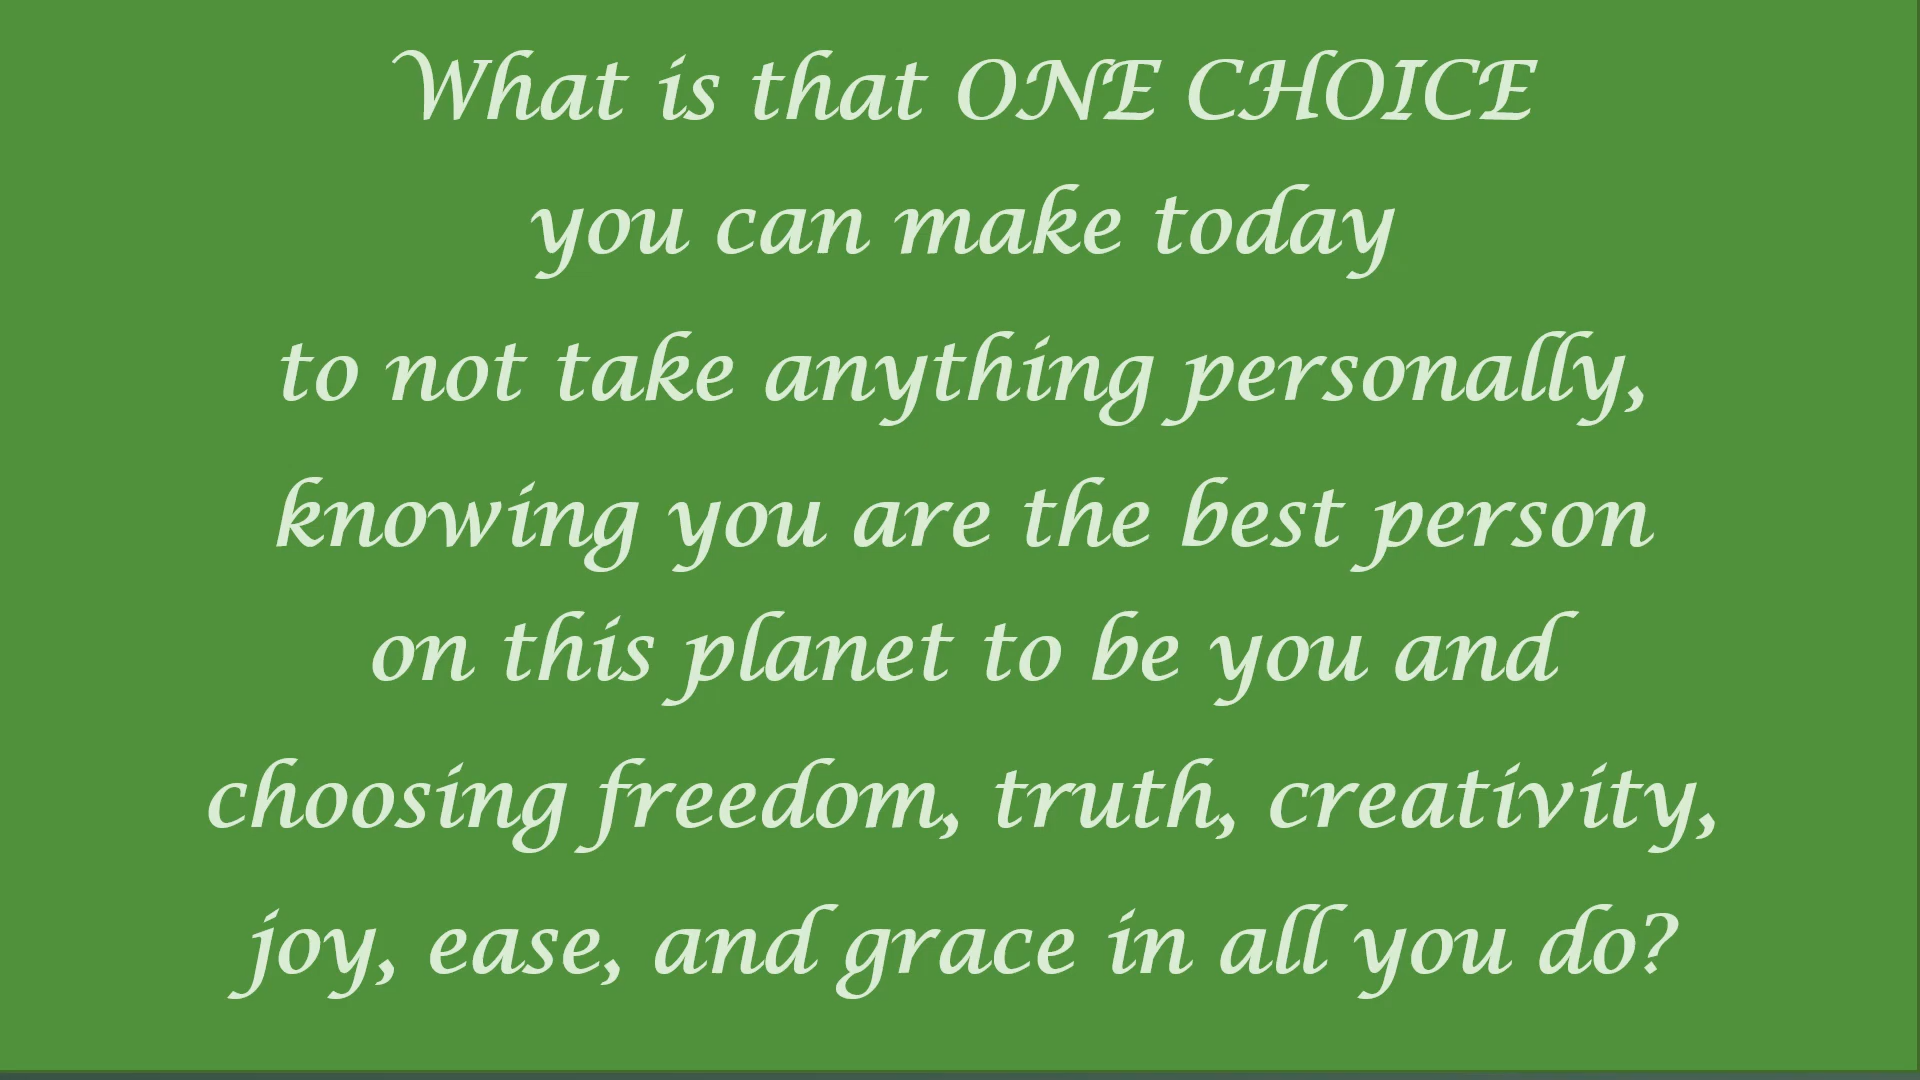 What is that ONE CHOICE
you can make today
to not take anything personally,
knowing you are the best person
on this planet to be you and
choosing freedom, truth, creativity,
joy, ease, and grace in all you do?